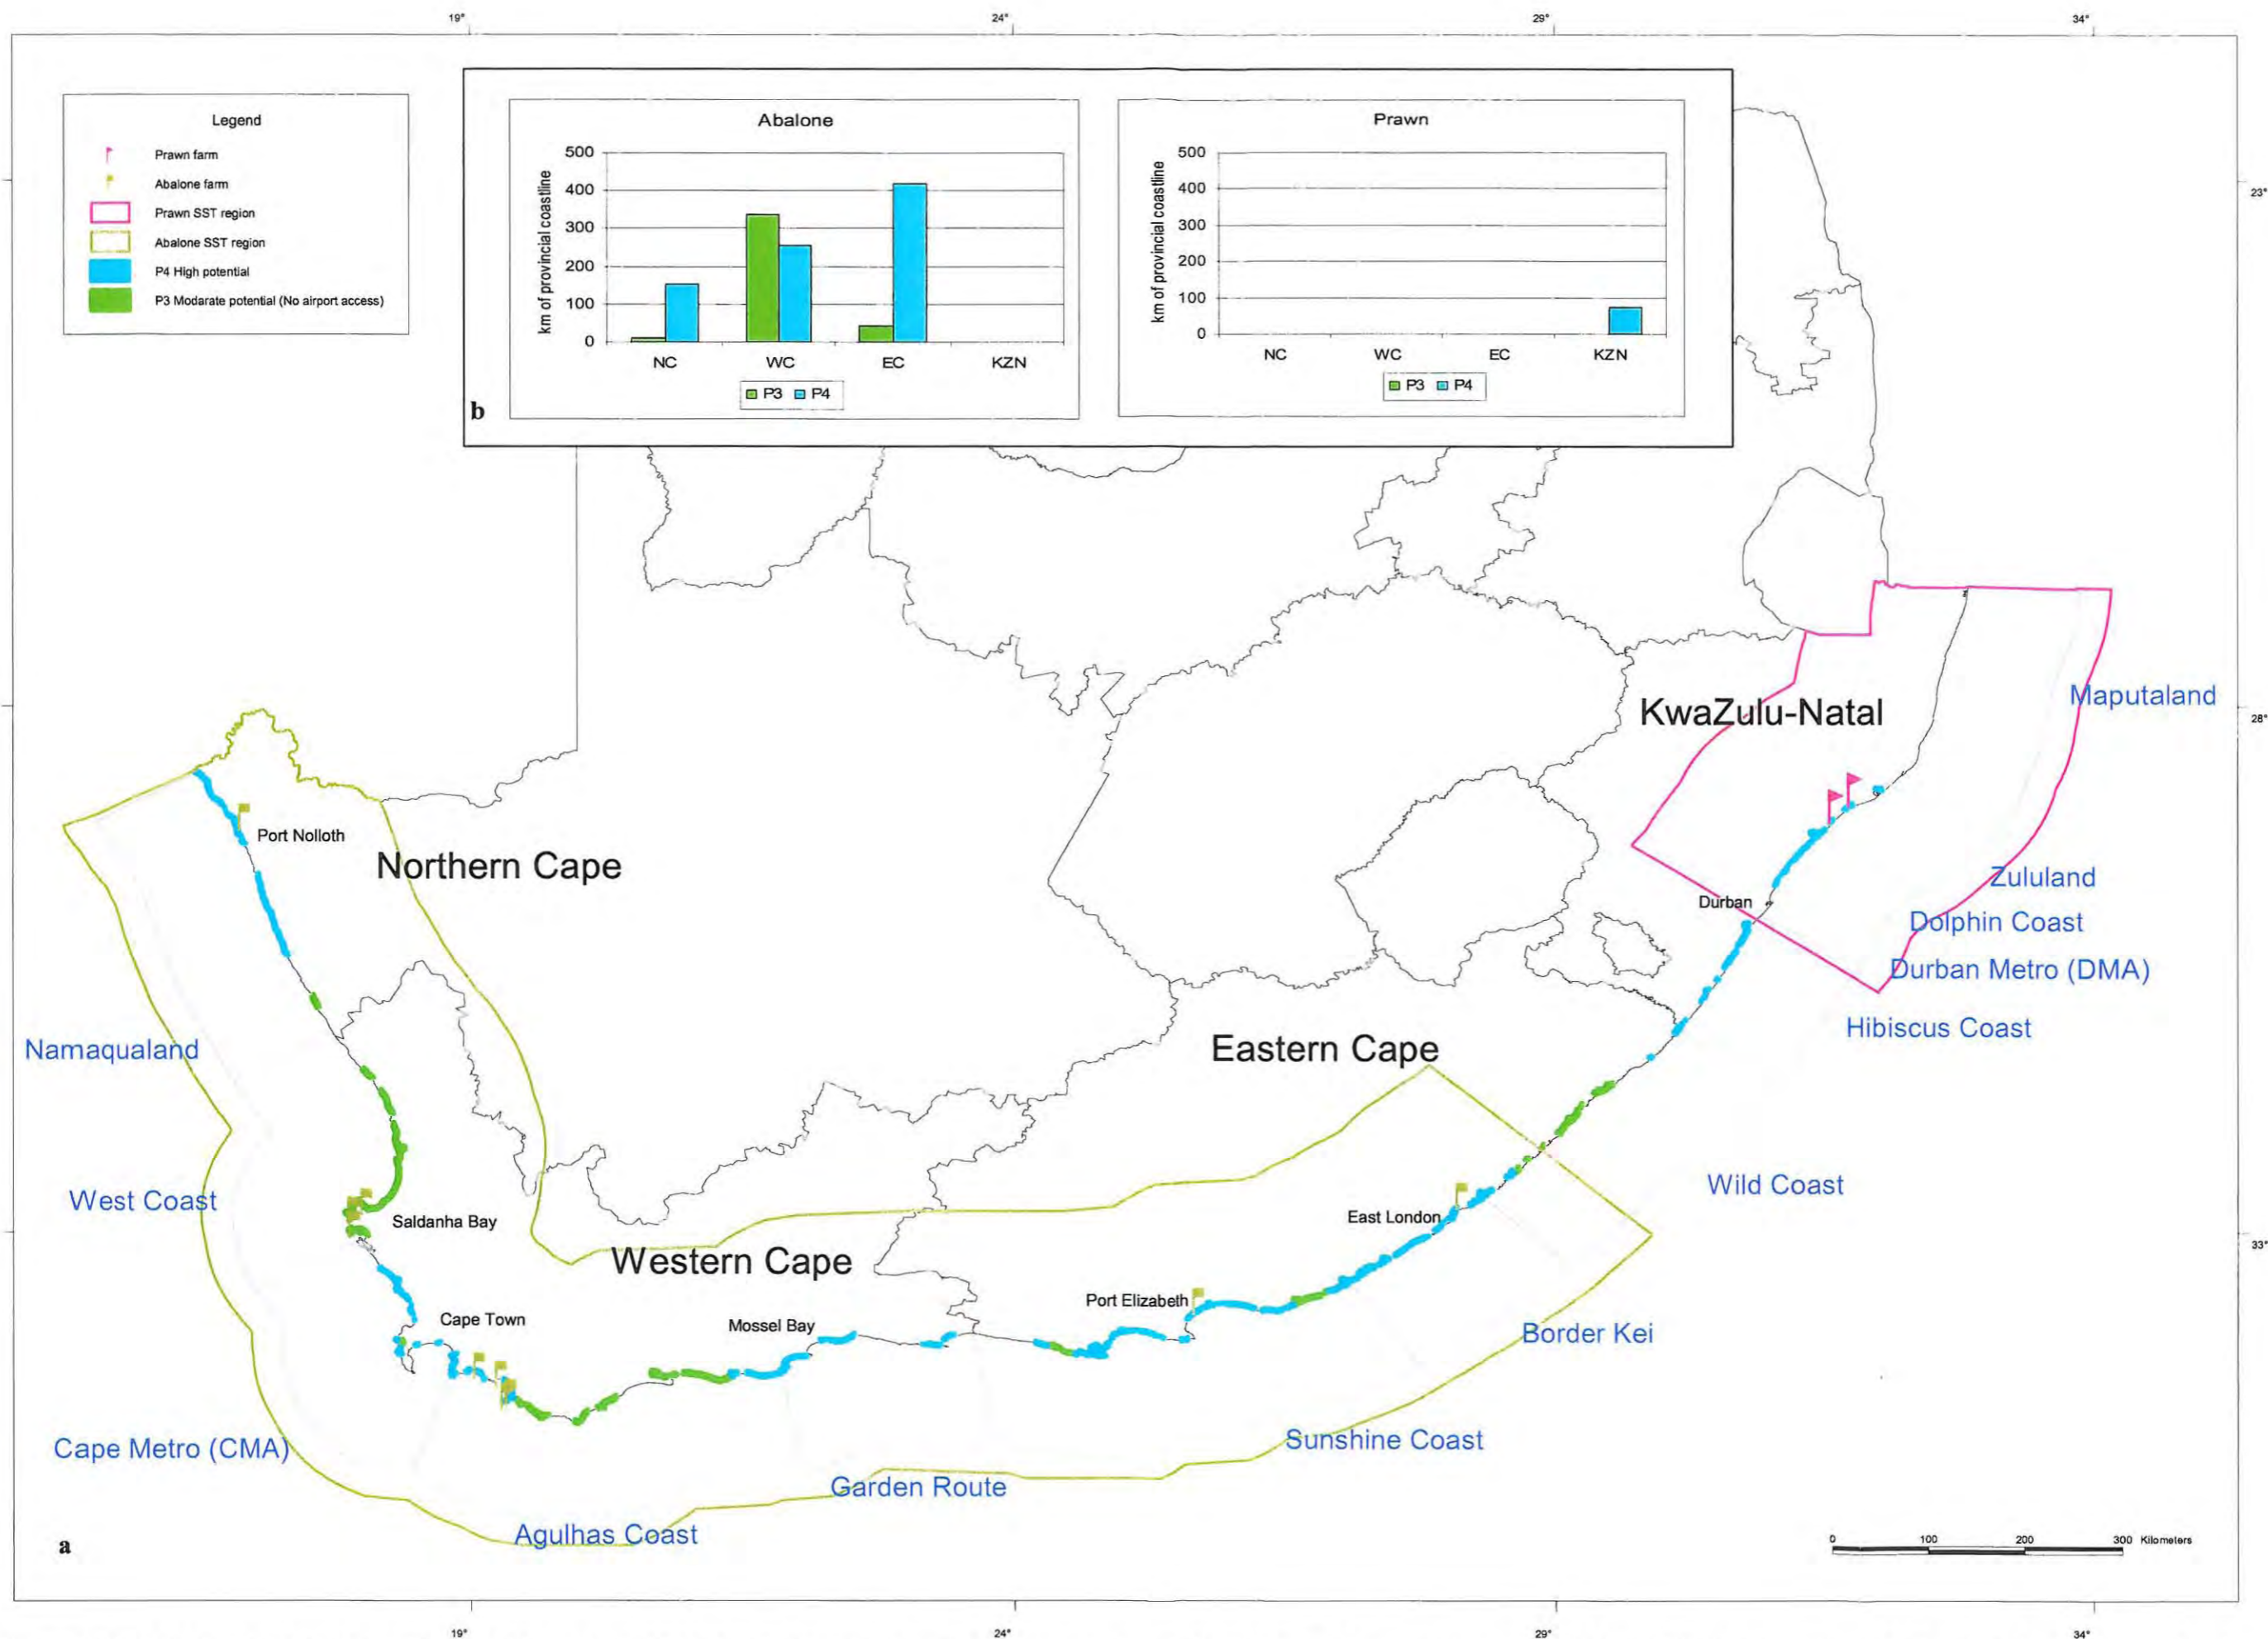 19°
24°
29°
34°
Legend
Prawn farm
Abalone farm
Prawn SST region
Abalone SST region
P4 High potential
P3 Modarate potential (No airport access)
Abalone
km of provincial coastline
500
400
300
200
100
0
NC
WC
EC
KZN
P3
P4
Prawn
km of provincial coastline
500
400
300
200
100
0
NC
WC
EC
KZN
P3
P4
b
23°
28°
33°
KwaZulu-Natal
Maputaland
Port Nolloth
Northern Cape
Zululand
Durban
Dolphin Coast
Durban Metro (DMA)
Hibiscus Coast
Namaqualand
Eastern Cape
Wild Coast
West Coast
Saldanha Bay
East London
Western Cape
Port Elizabeth
Cape Town
Mossel Bay
Border Kei
Cape Metro (CMA)
Sunshine Coast
Garden Route
Agulhas Coast
a
0
100
200
300 Kilometers
19°
24°
29°
34°